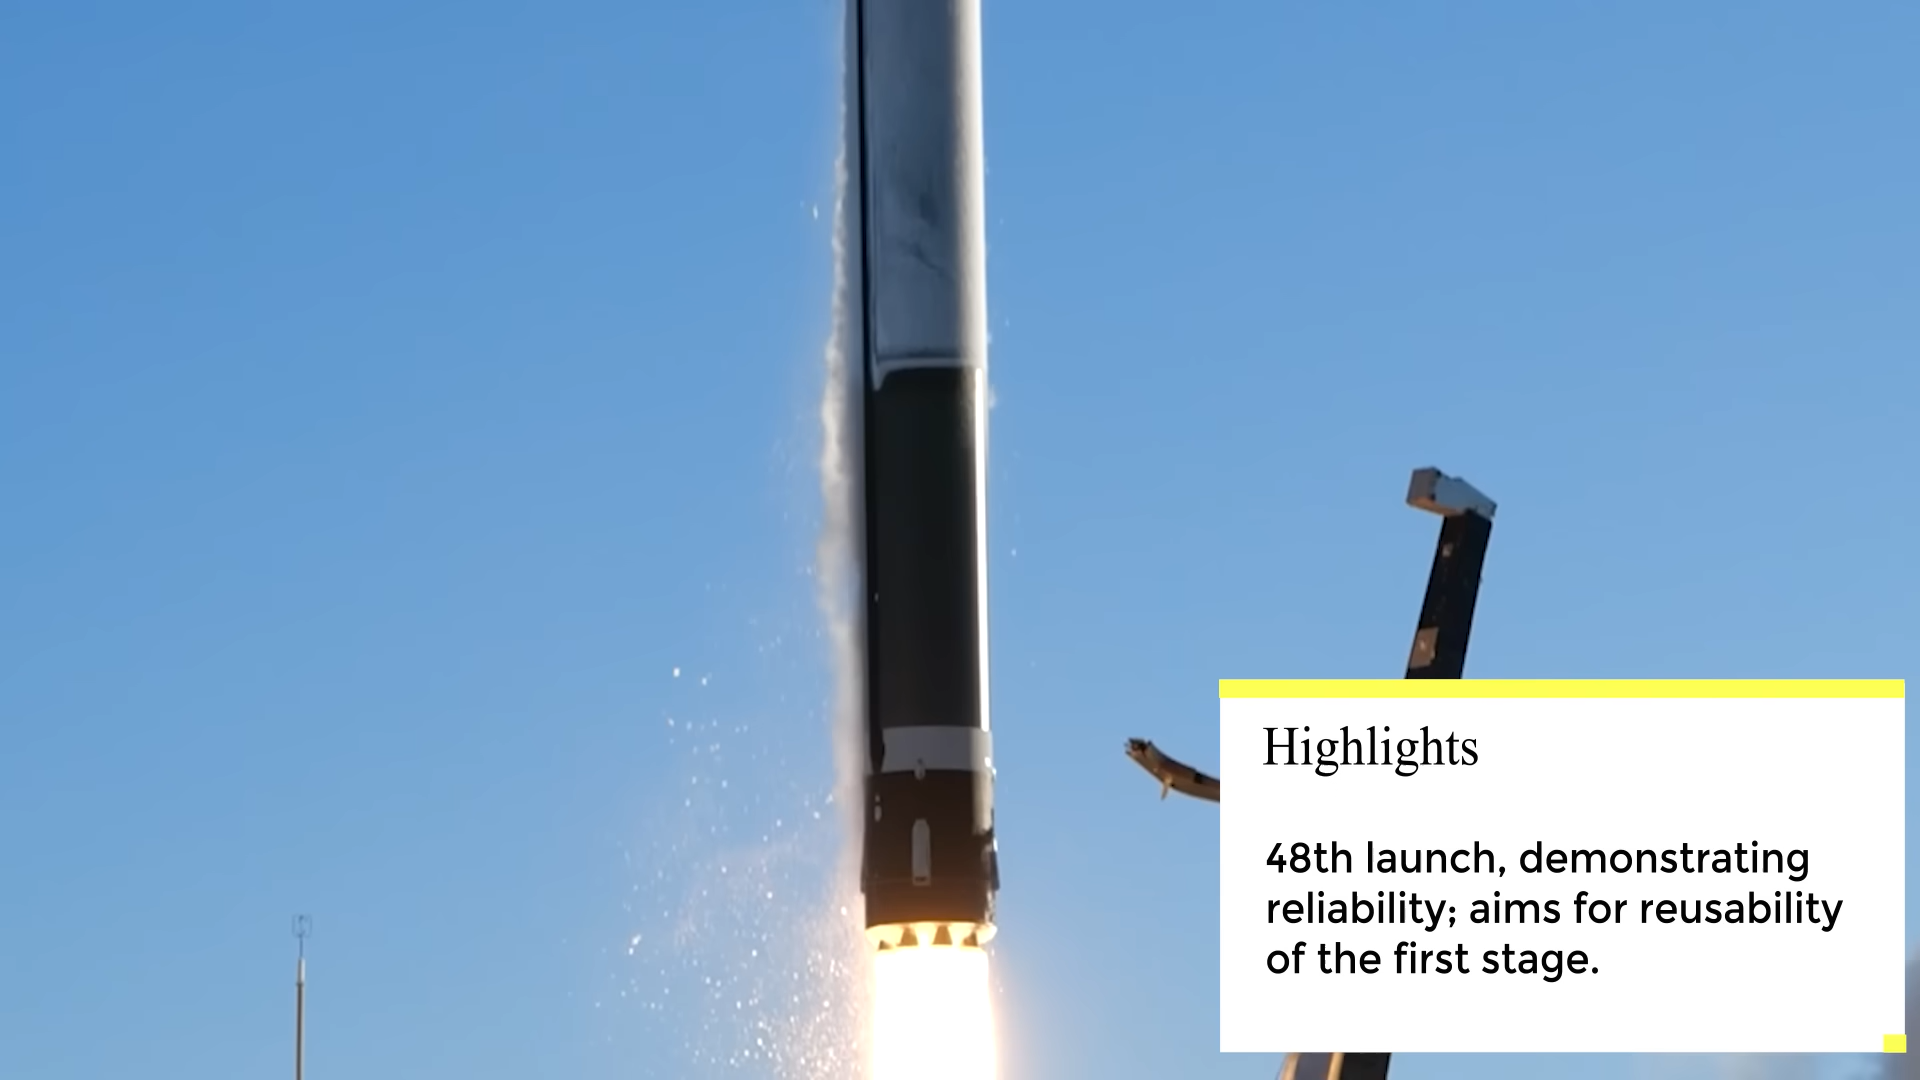 Highlights
48th launch, demonstrating
reliability; aims for reusability
of the first stage.